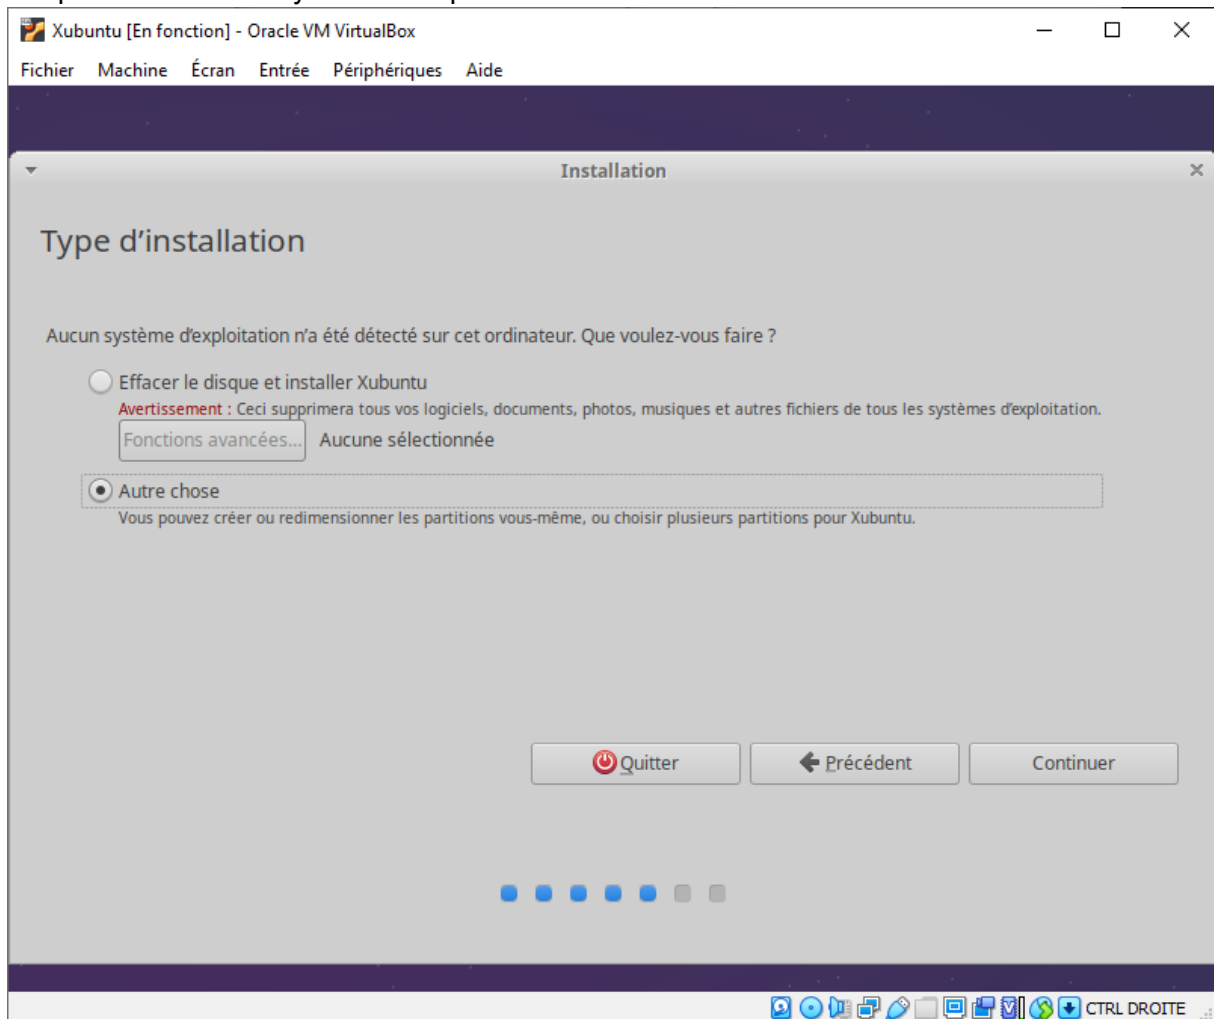 Xubuntu [En fonction] - Oracle VM VirtualBox
Fichier Machine Écran Entrée Périphériques Aide
Installation
Type d'installation
Aucun système d'exploitation n'a été détecté sur cet ordinateur. Que voulez-vous faire ?
Effacer le disque et installer Xubuntu
Avertissement : Ceci supprimera tous vos logiciels, documents, photos, musiques et autres fichiers de tous les systèmes d'exploitation.
Fonctions avancées... Aucune sélectionnée
Autre chose
Vous pouvez créer ou redimensionner les partitions vous-même, ou choisir plusieurs partitions pour Xubuntu.
Quitter Précédent Continuer
CTRL DROITE